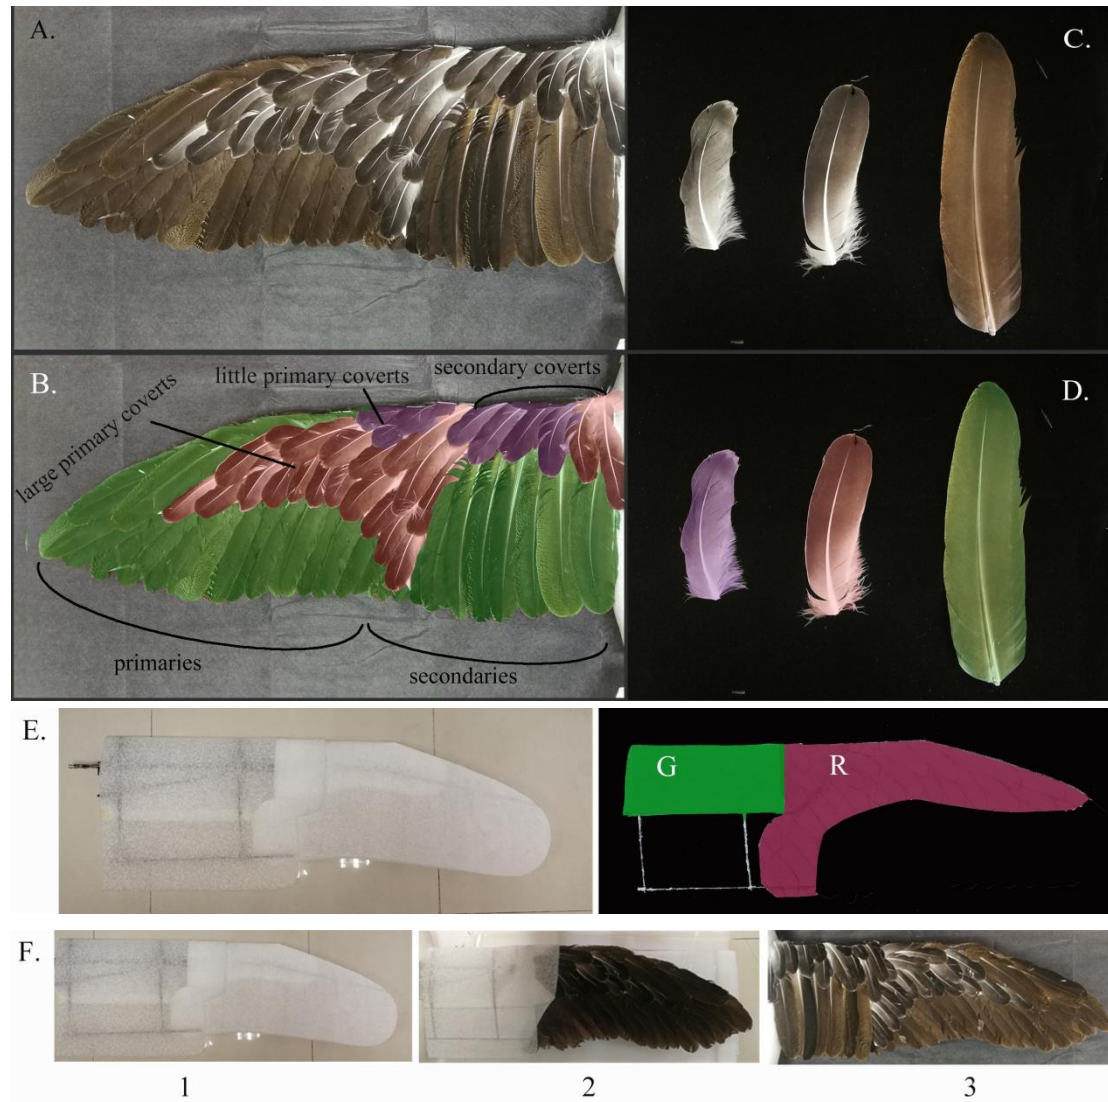 A.
C.
B.
large primary coverts
little primary coverts
secondary coverts
D.
primaries
secondaries
E.
G
R
F.
1
2
3